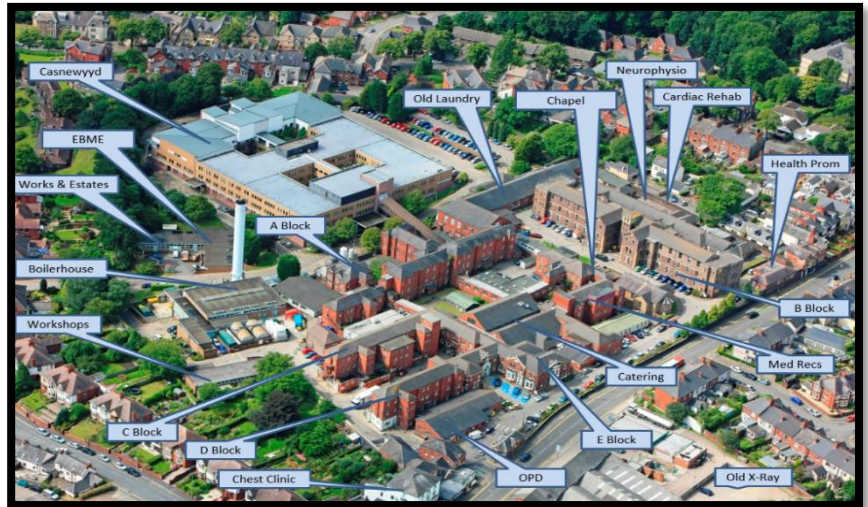 Casnewyyd
EBME
Works & Estates
Boilerhouse
Workshops
A Block
Old Laundry
Chapel
Neurophysio
Cardiac Rehab
Health Prom
B Block
Med Recs
Catering
E Block
C Block
D Block
Chest Clinic
OPD
Old X-Ray